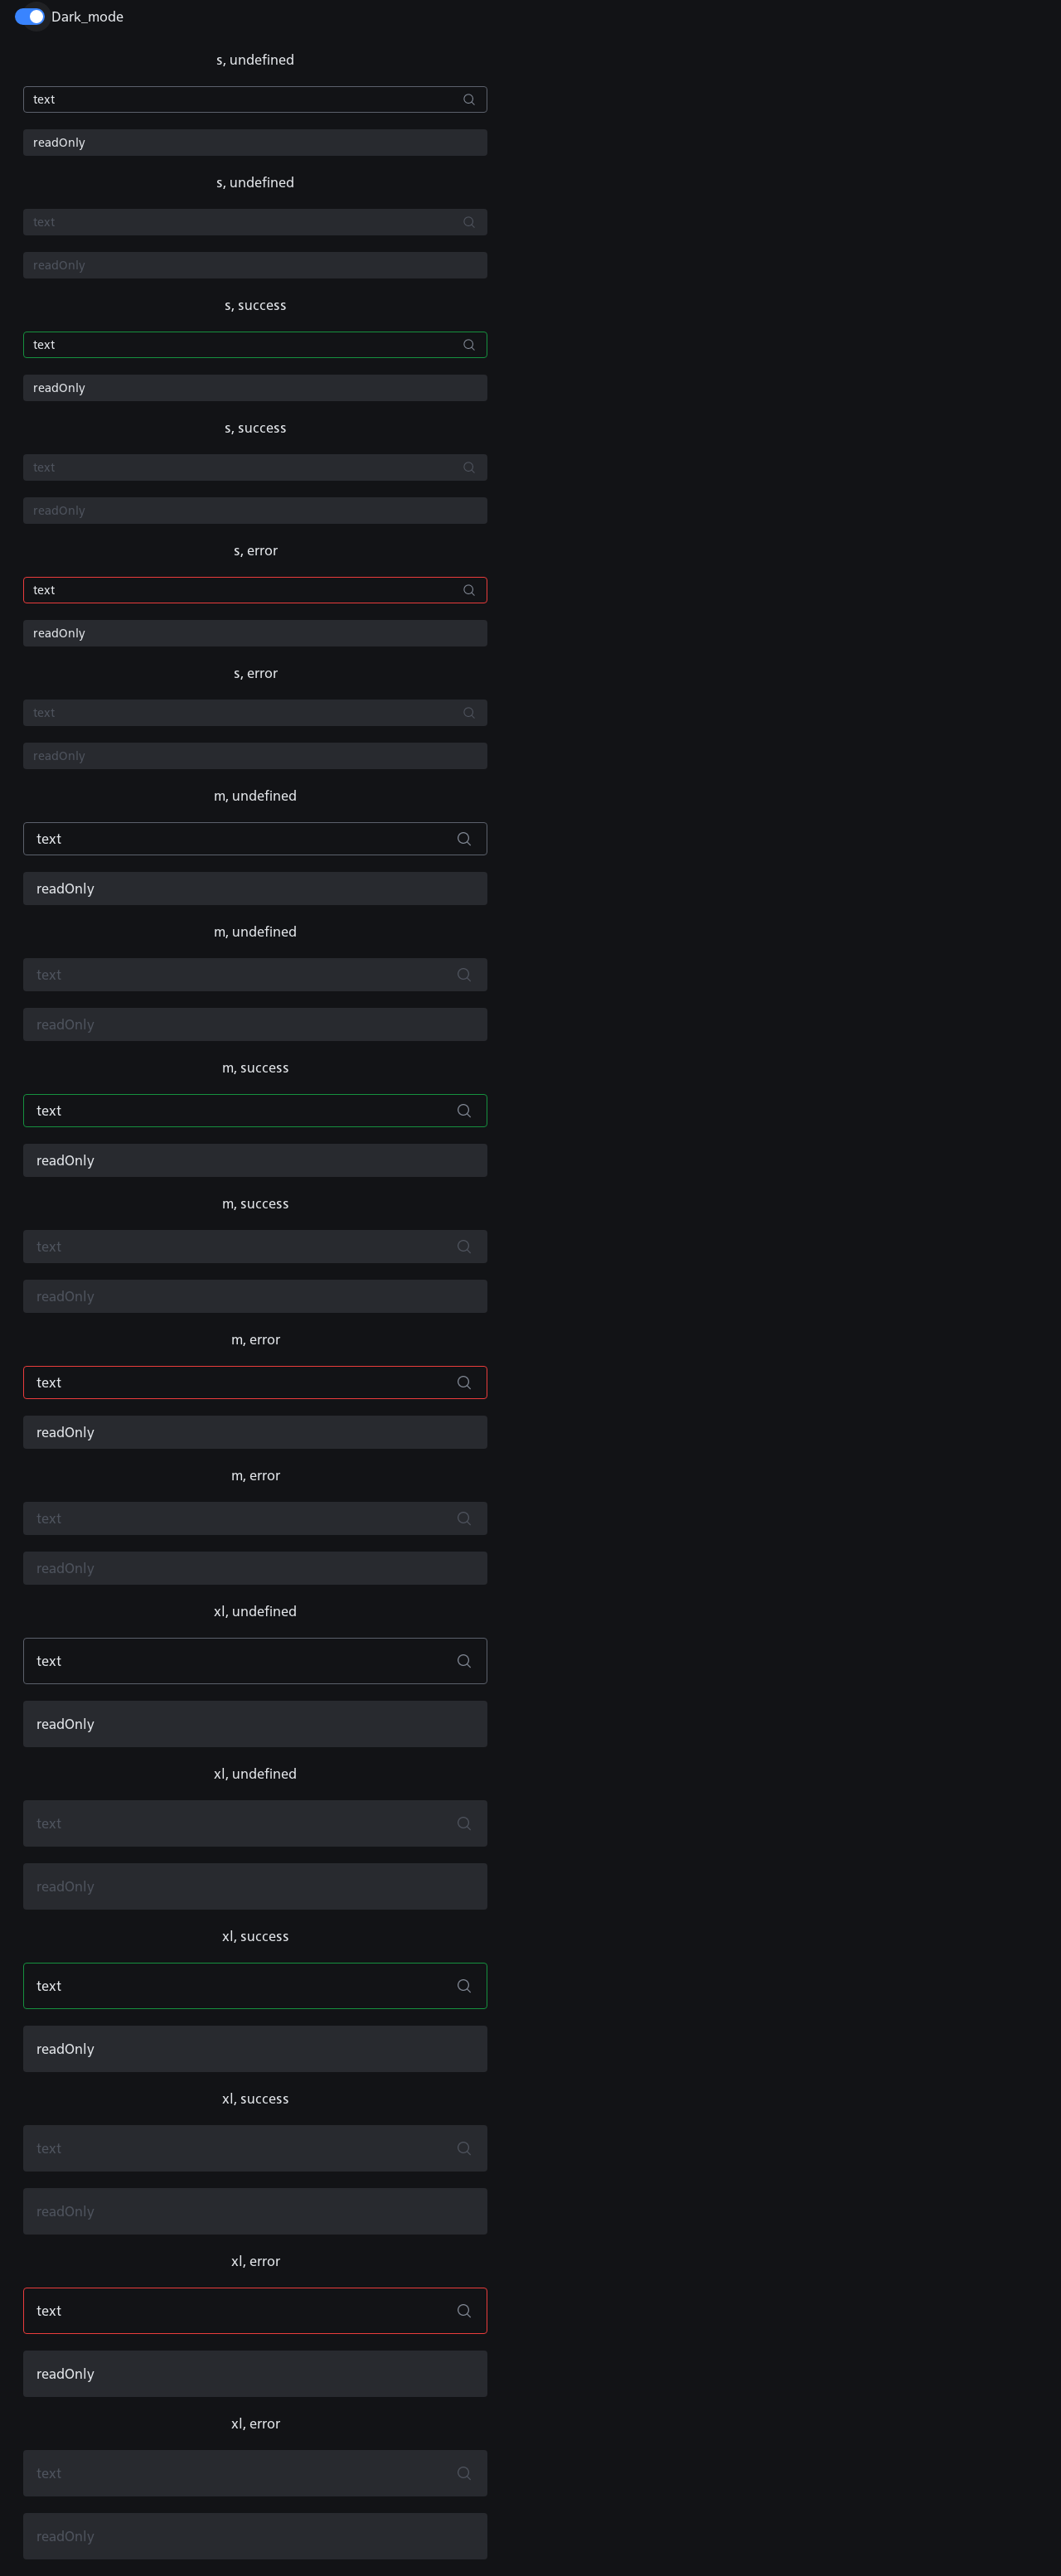 Dark_mode
s, undefined
text
readOnly
s, undefined
text
readOnly
s, success
text
readOnly
s, success
text
readOnly
s, error
text
readOnly
s, error
text
readOnly
m, undefined
text
readOnly
m, undefined
text
readOnly
m, success
text
readOnly
m, success
text
readOnly
m, error
text
readOnly
m, error
text
readOnly
xl, undefined
text
readOnly
xl, undefined
text
readOnly
xl, success
text
readOnly
xl, success
text
readOnly
xl, error
text
readOnly
xl, error
text
readOnly